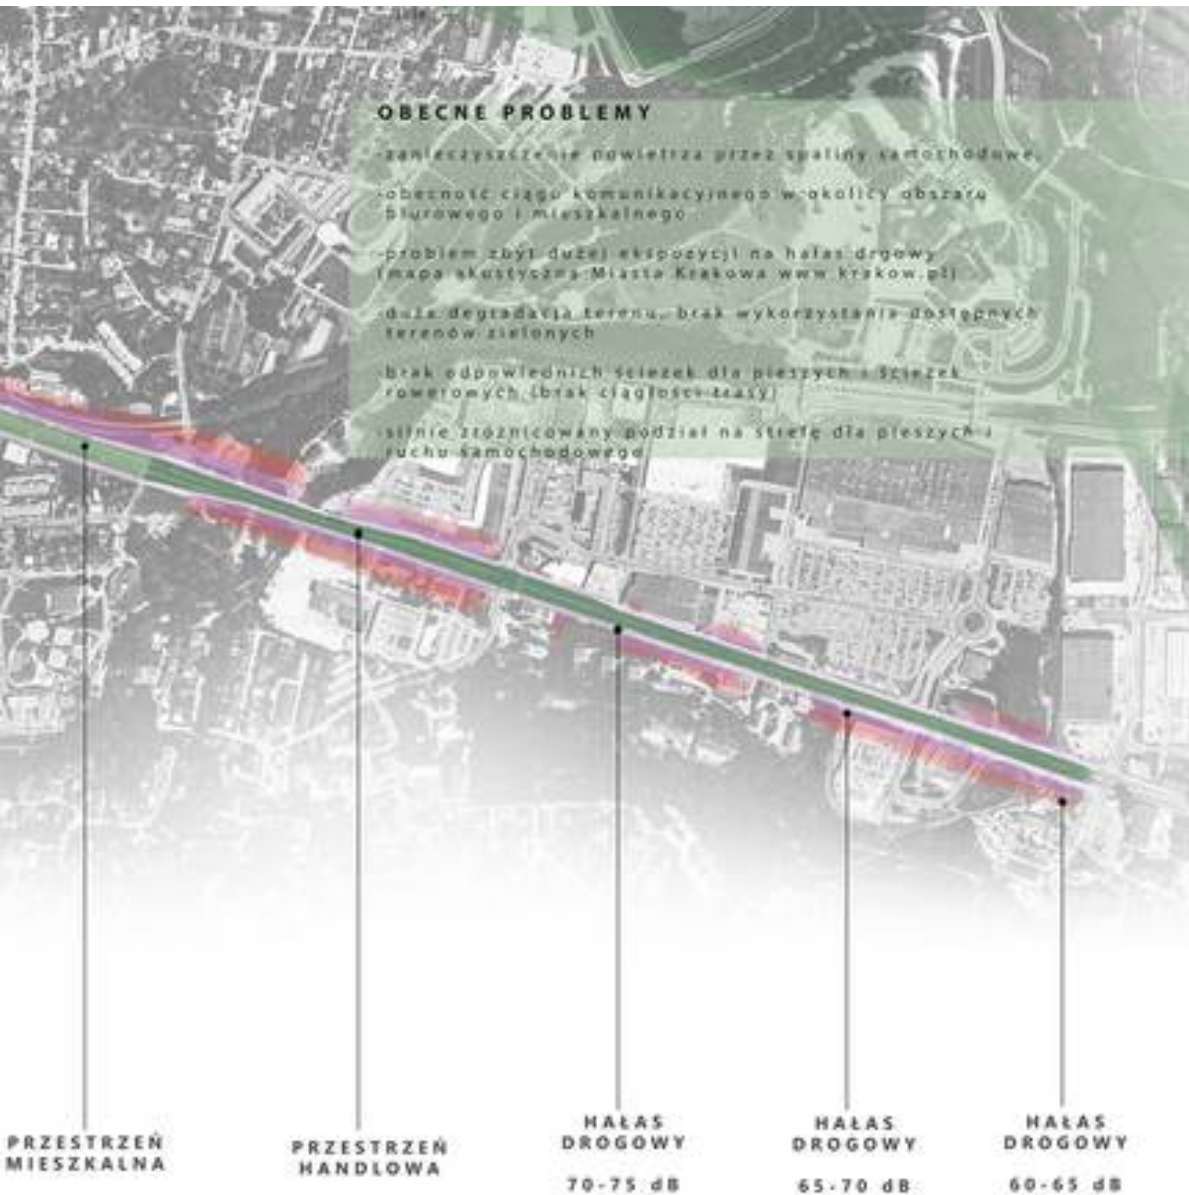 OBECNE PROBLEMY
-zanieczyszczenie powietrza przez spaliny samochodowe,
-obecność ciągu komunikacyjnego w okolicy obszaru
biurowego i mieszkalnego
-problem zbyt dużej ekspozycji na hałas drgowy
(mapa akustyczna Miasta Krakowa www krakow.pl)
-duża degradacja terenu, brak wykorzystania dostępnych
terenów zielonych
-brak odpowiednich ścieżek dla pieszych i ścieżek
rowerowych (brak ciągłości trasy)
-silnie zróżnicowany podział na strefę dla pieszych i
ruchu samochodowego
PRZESTRZEŃ
MIESZKALNA
PRZESTRZEŃ
HANDLOWA
HAŁAS
DROGOWY
70-75 dB
HAŁAS
DROGOWY
65-70 dB
HAŁAS
DROGOWY
60-65 dB